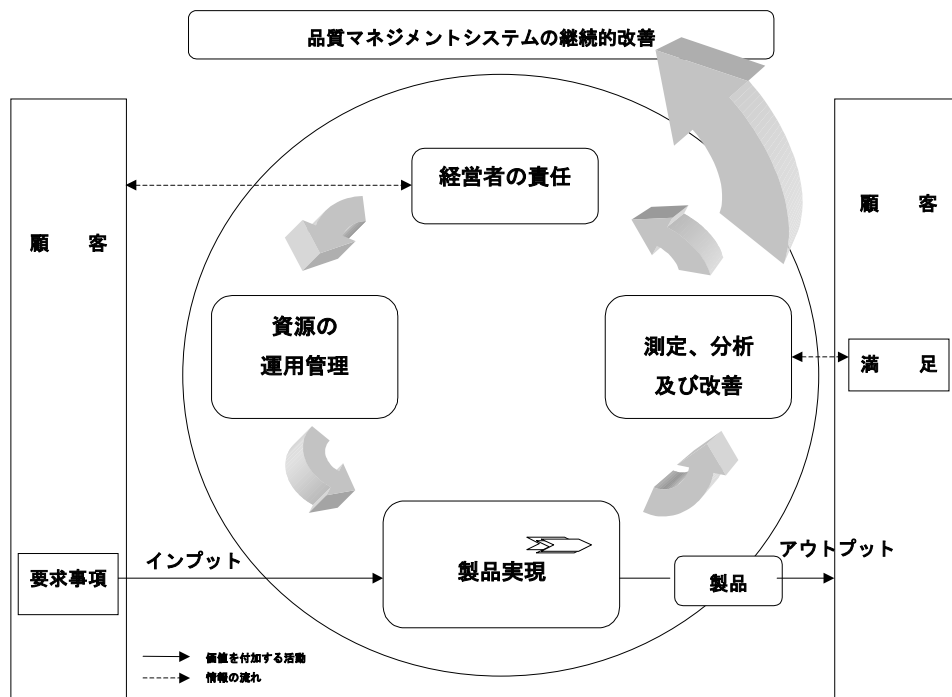 品質マネジメントシステムの継続的改善
経営者の責任
顧　客
顧　客
資源の
運用管理
測定、分析
及び改善
満　足
インプット
アウトプット
要求事項
製品実現
製品
価値を付加する活動
情報の流れ